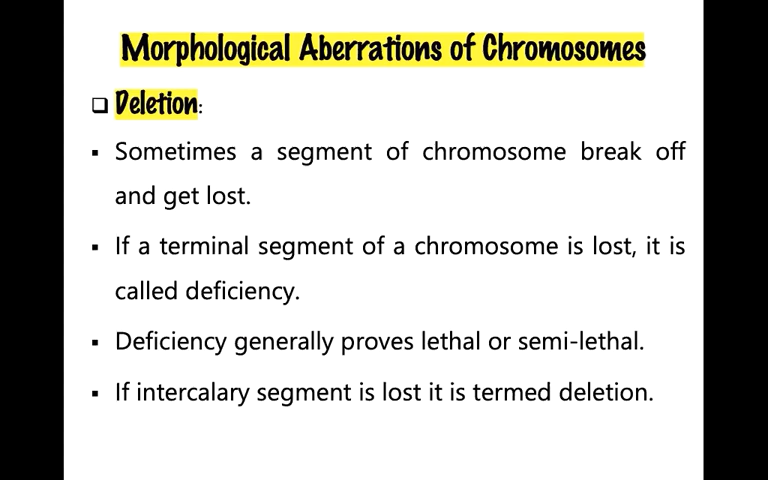 Morphological Aberrations of Chromosomes
❑ Deletion:
▪ Sometimes a segment of chromosome break off
and get lost.
▪ If a terminal segment of a chromosome is lost, it is
called deficiency.
▪ Deficiency generally proves lethal or semi-lethal.
▪ If intercalary segment is lost it is termed deletion.